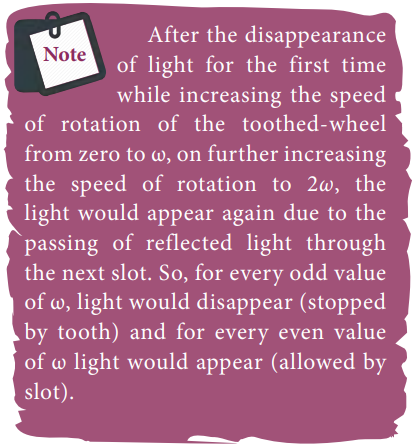 Note
After the disappearance
of light for the first time
while increasing the speed
of rotation of the toothed-wheel
from zero to ω, on further increasing
the speed of rotation to 2ω, the
light would appear again due to the
passing of reflected light through
the next slot. So, for every odd value
of ω, light would disappear (stopped
by tooth) and for every even value
of ω light would appear (allowed by
slot).